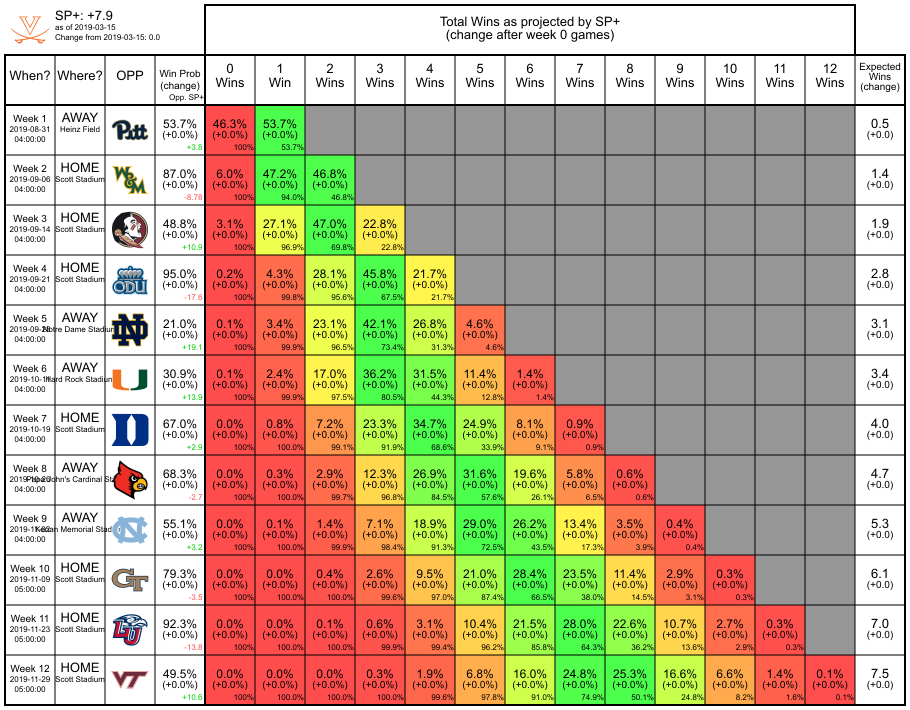 SP+: +7.9
as of 2019-03-15
Change from 2019-03-15: 0.0
Total Wins as projected by SP+
(change after week 0 games)
When? Where? OPP Win Prob (change) Opp. SP+ 0 Wins 1 Win 2 Wins 3 Wins 4 Wins 5 Wins 6 Wins 7 Wins 8 Wins 9 Wins 10 Wins 11 Wins 12 Wins Expected Wins (change)
Week 1 AWAY Pitt 53.7% 46.3% 53.7% 0.5
2019-08-31 Heinz Field (+0.0%) (+0.0%) (+0.0%) (+0.0)
04:00:00 +3.8 100% 53.7%
Week 2 HOME W&M 87.0% 6.0% 47.2% 46.8% 1.4
2019-09-06 Scott Stadium (+0.0%) (+0.0%) (+0.0%) (+0.0%) (+0.0)
04:00:00 -8.78 100% 94.0% 46.8%
Week 3 HOME 48.8% 3.1% 27.1% 47.0% 22.8% 1.9
2019-09-14 Scott Stadium (+0.0%) (+0.0%) (+0.0%) (+0.0%) (+0.0%) (+0.0)
04:00:00 +10.9 100% 96.9% 69.8% 22.8%
Week 4 HOME ODU 95.0% 0.2% 4.3% 28.1% 45.8% 21.7% 2.8
2019-09-21 Scott Stadium (+0.0%) (+0.0%) (+0.0%) (+0.0%) (+0.0%) (+0.0%) (+0.0)
04:00:00 -17.6 100% 99.8% 95.6% 67.5% 21.7%
Week 5 AWAY ND 21.0% 0.1% 3.4% 23.1% 42.1% 26.8% 4.6% 3.1
Notre Dame Stadium (+0.0%) (+0.0%) (+0.0%) (+0.0%) (+0.0%) (+0.0%) (+0.0%) (+0.0)
04:00:00 +19.1 100% 99.9% 96.5% 73.4% 31.3% 4.6%
Week 6 AWAY U 30.9% 0.1% 2.4% 17.0% 36.2% 31.5% 11.4% 1.4% 3.4
Hard Rock Stadium (+0.0%) (+0.0%) (+0.0%) (+0.0%) (+0.0%) (+0.0%) (+0.0%) (+0.0%) (+0.0)
04:00:00 +13.9 100% 99.9% 97.5% 80.5% 44.3% 12.8% 1.4%
Week 7 HOME D 67.0% 0.0% 0.8% 7.2% 23.3% 34.7% 24.9% 8.1% 0.9% 4.0
2019-10-19 Scott Stadium (+0.0%) (+0.0%) (+0.0%) (+0.0%) (+0.0%) (+0.0%) (+0.0%) (+0.0%) (+0.0%) (+0.0)
04:00:00 +2.9 100% 100.0% 99.1% 91.9% 68.6% 33.9% 9.1% 0.9%
Week 8 AWAY 68.3% 0.0% 0.3% 2.9% 12.3% 26.9% 31.6% 19.6% 5.8% 0.6% 4.7
John's Cardinal (+0.0%) (+0.0%) (+0.0%) (+0.0%) (+0.0%) (+0.0%) (+0.0%) (+0.0%) (+0.0%) (+0.0%) (+0.0)
04:00:00 -2.7 100% 100.0% 99.7% 96.8% 84.5% 57.6% 26.1% 6.5% 0.6%
Week 9 AWAY NC 55.1% 0.0% 0.1% 1.4% 7.1% 18.9% 29.0% 26.2% 13.4% 3.5% 0.4% 5.3
Memorial (+0.0%) (+0.0%) (+0.0%) (+0.0%) (+0.0%) (+0.0%) (+0.0%) (+0.0%) (+0.0%) (+0.0%) (+0.0%) (+0.0)
04:00:00 +3.2 100% 100.0% 99.9% 98.4% 91.3% 72.5% 43.5% 17.3% 3.9% 0.4%
Week 10 HOME GT 79.3% 0.0% 0.0% 0.4% 2.6% 9.5% 21.0% 28.4% 23.5% 11.4% 2.9% 0.3% 6.1
2019-11-09 Scott Stadium (+0.0%) (+0.0%) (+0.0%) (+0.0%) (+0.0%) (+0.0%) (+0.0%) (+0.0%) (+0.0%) (+0.0%) (+0.0%) (+0.0%) (+0.0)
05:00:00 -3.5 100% 100.0% 100.0% 99.6% 97.0% 87.4% 66.5% 38.0% 14.5% 3.1% 0.3%
Week 11 HOME LU 92.3% 0.0% 0.0% 0.1% 0.6% 3.1% 10.4% 21.5% 28.0% 22.6% 10.7% 2.7% 0.3% 7.0
2019-11-23 Scott Stadium (+0.0%) (+0.0%) (+0.0%) (+0.0%) (+0.0%) (+0.0%) (+0.0%) (+0.0%) (+0.0%) (+0.0%) (+0.0%) (+0.0%) (+0.0%) (+0.0)
05:00:00 -13.8 100% 100.0% 100.0% 99.9% 99.4% 96.2% 85.8% 64.3% 36.2% 13.6% 2.9% 0.3%
Week 12 HOME VT 49.5% 0.0% 0.0% 0.0% 0.3% 1.9% 6.8% 16.0% 24.8% 25.3% 16.6% 6.6% 1.4% 0.1% 7.5
2019-11-29 Scott Stadium (+0.0%) (+0.0%) (+0.0%) (+0.0%) (+0.0%) (+0.0%) (+0.0%) (+0.0%) (+0.0%) (+0.0%) (+0.0%) (+0.0%) (+0.0%) (+0.0%) (+0.0)
05:00:00 +10.6 100% 100.0% 100.0% 100.0% 99.6% 97.8% 91.0% 74.9% 50.1% 24.8% 8.2% 1.6% 0.1%